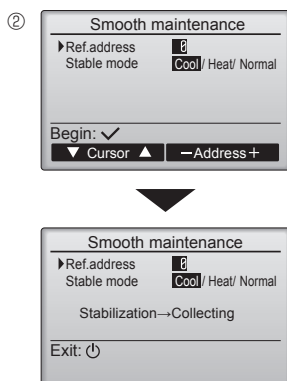 ②
Smooth maintenance
Ref.address 0
Stable mode Cool / Heat/ Normal
Begin: ✓
▼ Cursor ▲ −Address+
Smooth maintenance
Ref.address 0
Stable mode Cool / Heat/ Normal
Stabilization→Collecting
Exit: ⏻